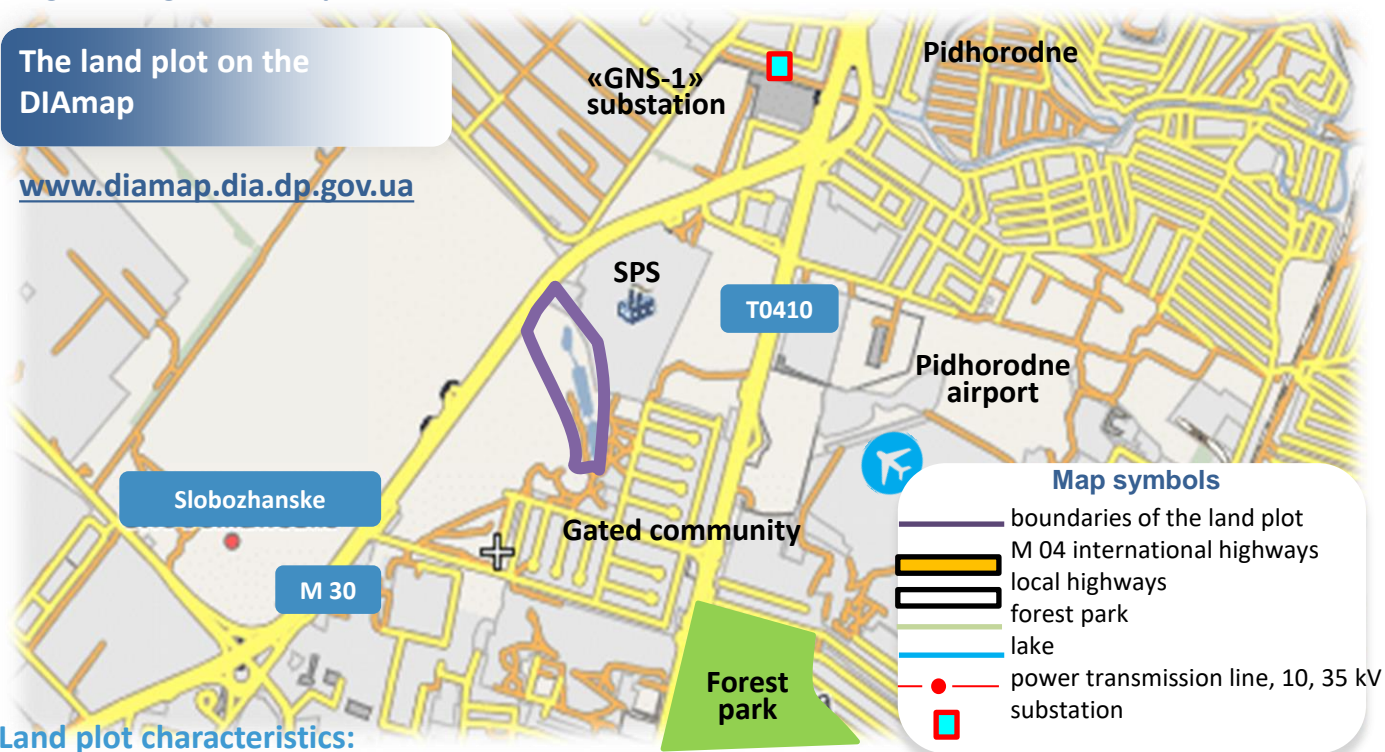 The land plot on the
DIAmap
www.diamap.dia.dp.gov.ua
«GNS-1»
substation
Pidhorodne
SPS
T0410
Pidhorodne
airport
Slobozhanske
Gated community
M 30
Forest
park
Map symbols
boundaries of the land plot
M 04 international highways
local highways
forest park
lake
power transmission line, 10, 35 kV
substation
Land plot characteristics: